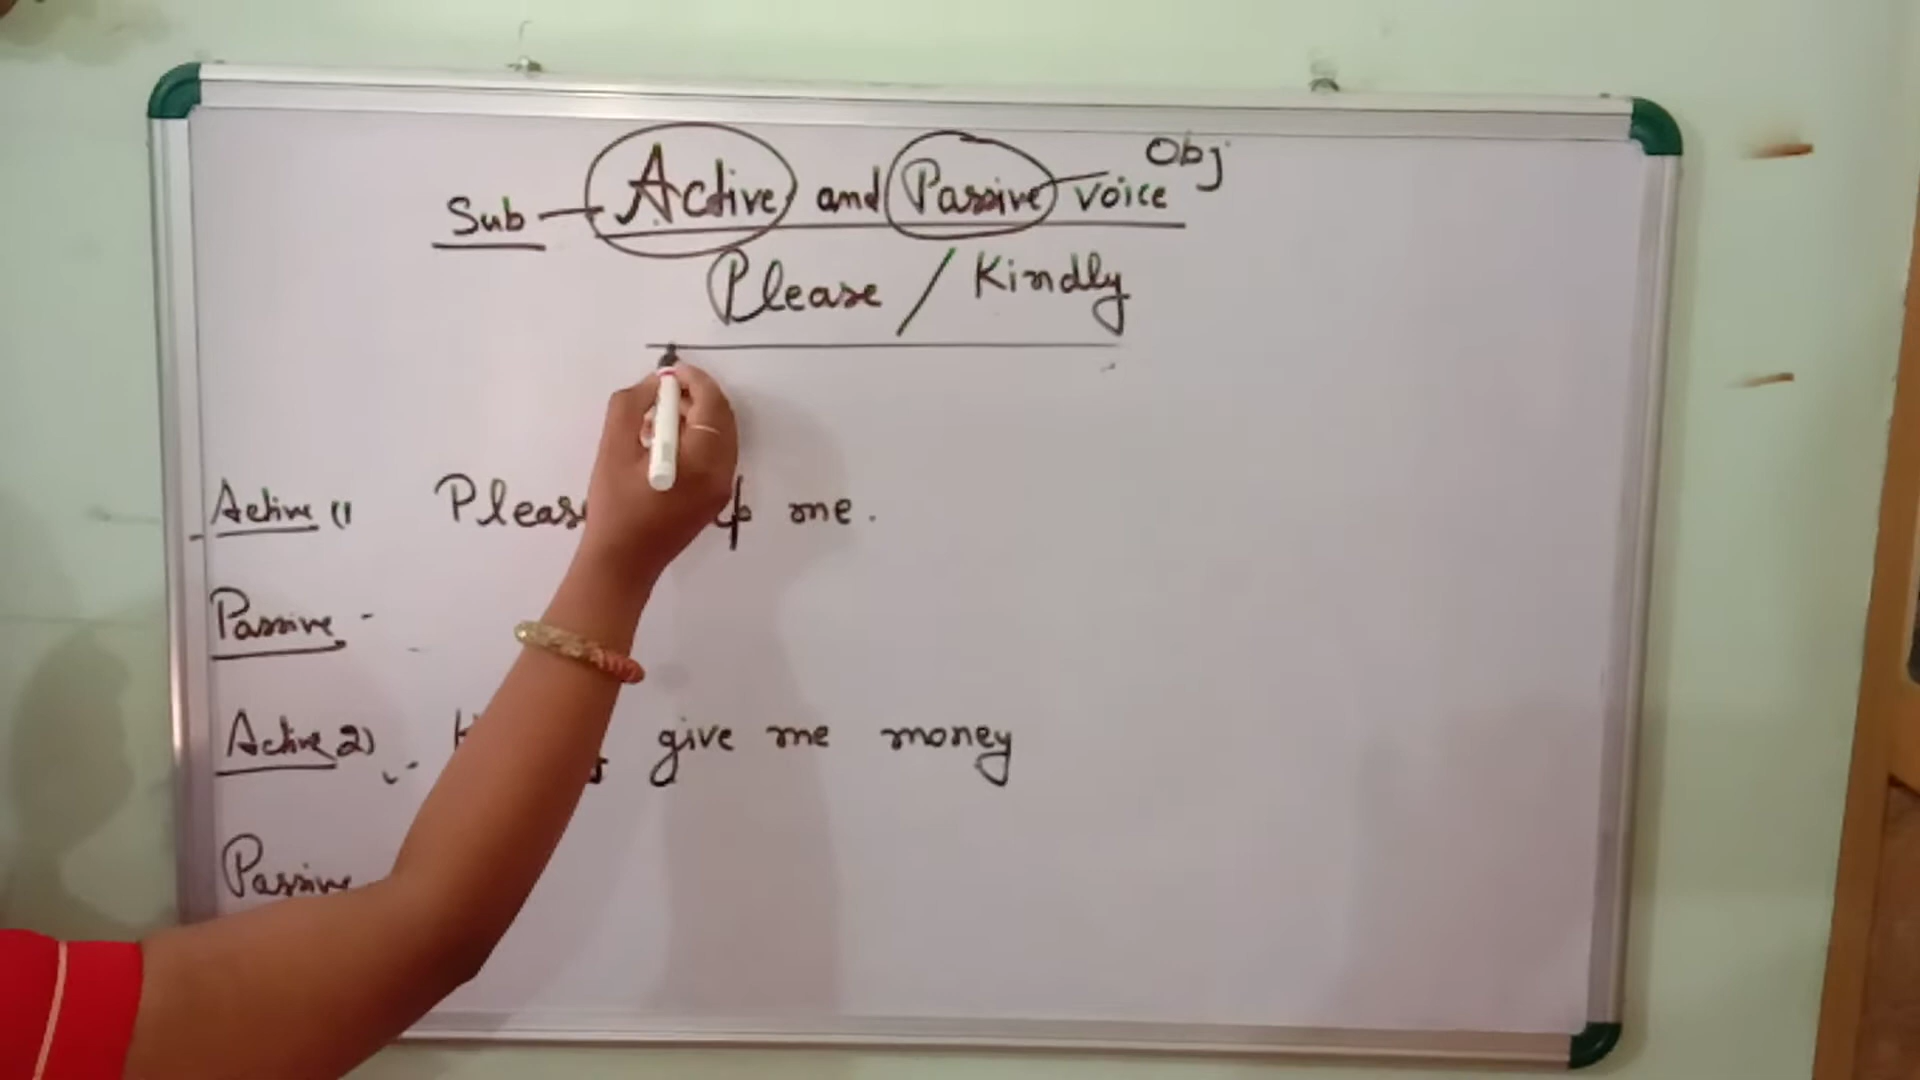 Sub Active and Passive voice Obj
Please / Kindly
Active (1 Please me.
Passive -
Active 2) give me money
Passive